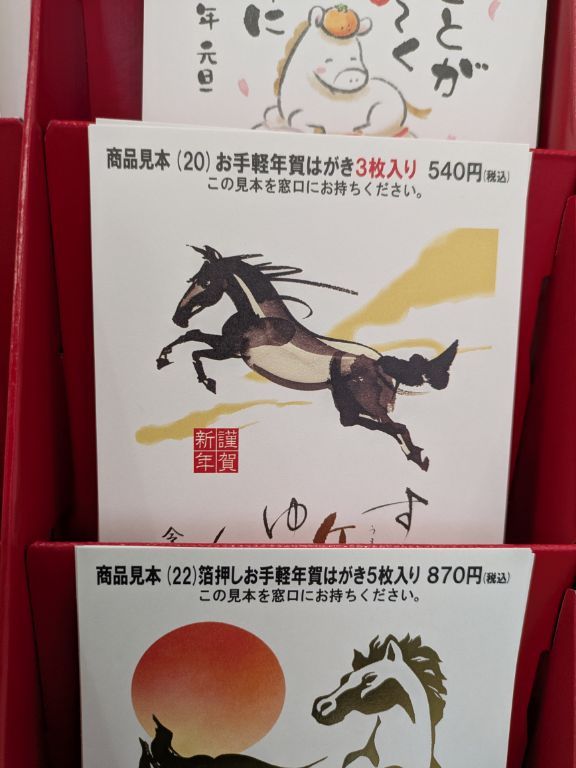 ことが
く
に
年 元旦
商品見本(20)お手軽年賀はがき3枚入り 540円(税込)
この見本を窓口にお持ちください。
謹賀
新年
す
ゆ
商品見本(22)箔押しお手軽年賀はがき5枚入り 870円(税込)
この見本を窓口にお持ちください。